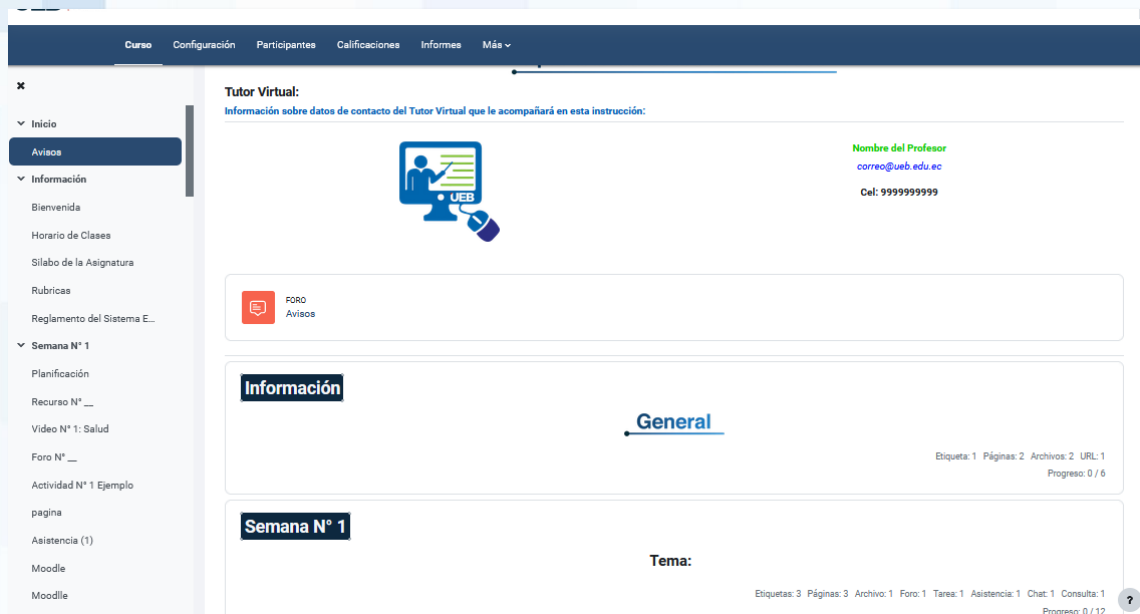 Curso Configuración Participantes Calificaciones Informes Más
Inicio
Avisos
Información
Bienvenida
Horario de Clases
Silabo de la Asignatura
Rubricas
Reglamento del Sistema E...
Semana N° 1
Planificación
Recurso N° __
Video N° 1: Salud
Foro N° __
Actividad N° 1 Ejemplo
pagina
Asistencia (1)
Moodle
Moodlle
Tutor Virtual:
Información sobre datos de contacto del Tutor Virtual que le acompañará en esta instrucción:
UEB
Nombre del Profesor
correo@ueb.edu.ec
Cel: 9999999999
FORO
Avisos
Información
General
Etiqueta: 1 Páginas: 2 Archivos: 2 URL: 1
Progreso: 0 / 6
Semana N° 1
Tema:
Etiquetas: 3 Páginas: 3 Archivo: 1 Foro: 1 Tarea: 1 Asistencia: 1 Chat: 1 Consulta: 1
Progreso: 0 / 12
?